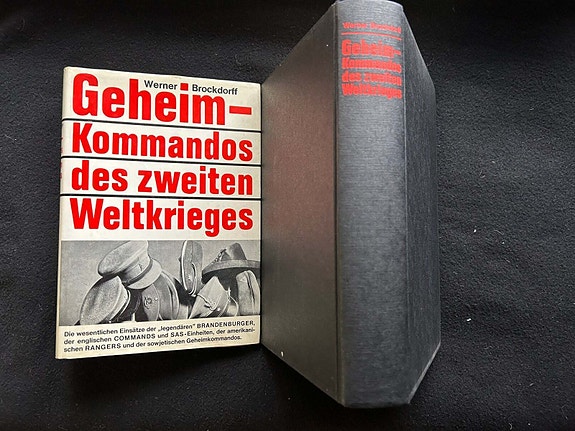 Werner Brockdorff
Geheim-
Kommandos
des zweiten
Weltkrieges
Die wesentlichen Einsätze der „legendären" BRANDENBURGER,
der englischen COMMANDS und SAS-Einheiten, der amerikani-
schen RANGERS und der sowjetischen Geheimkommandos.
Werner Brockdorff
Geheim-
Kommandos
des zweiten
Weltkrieges